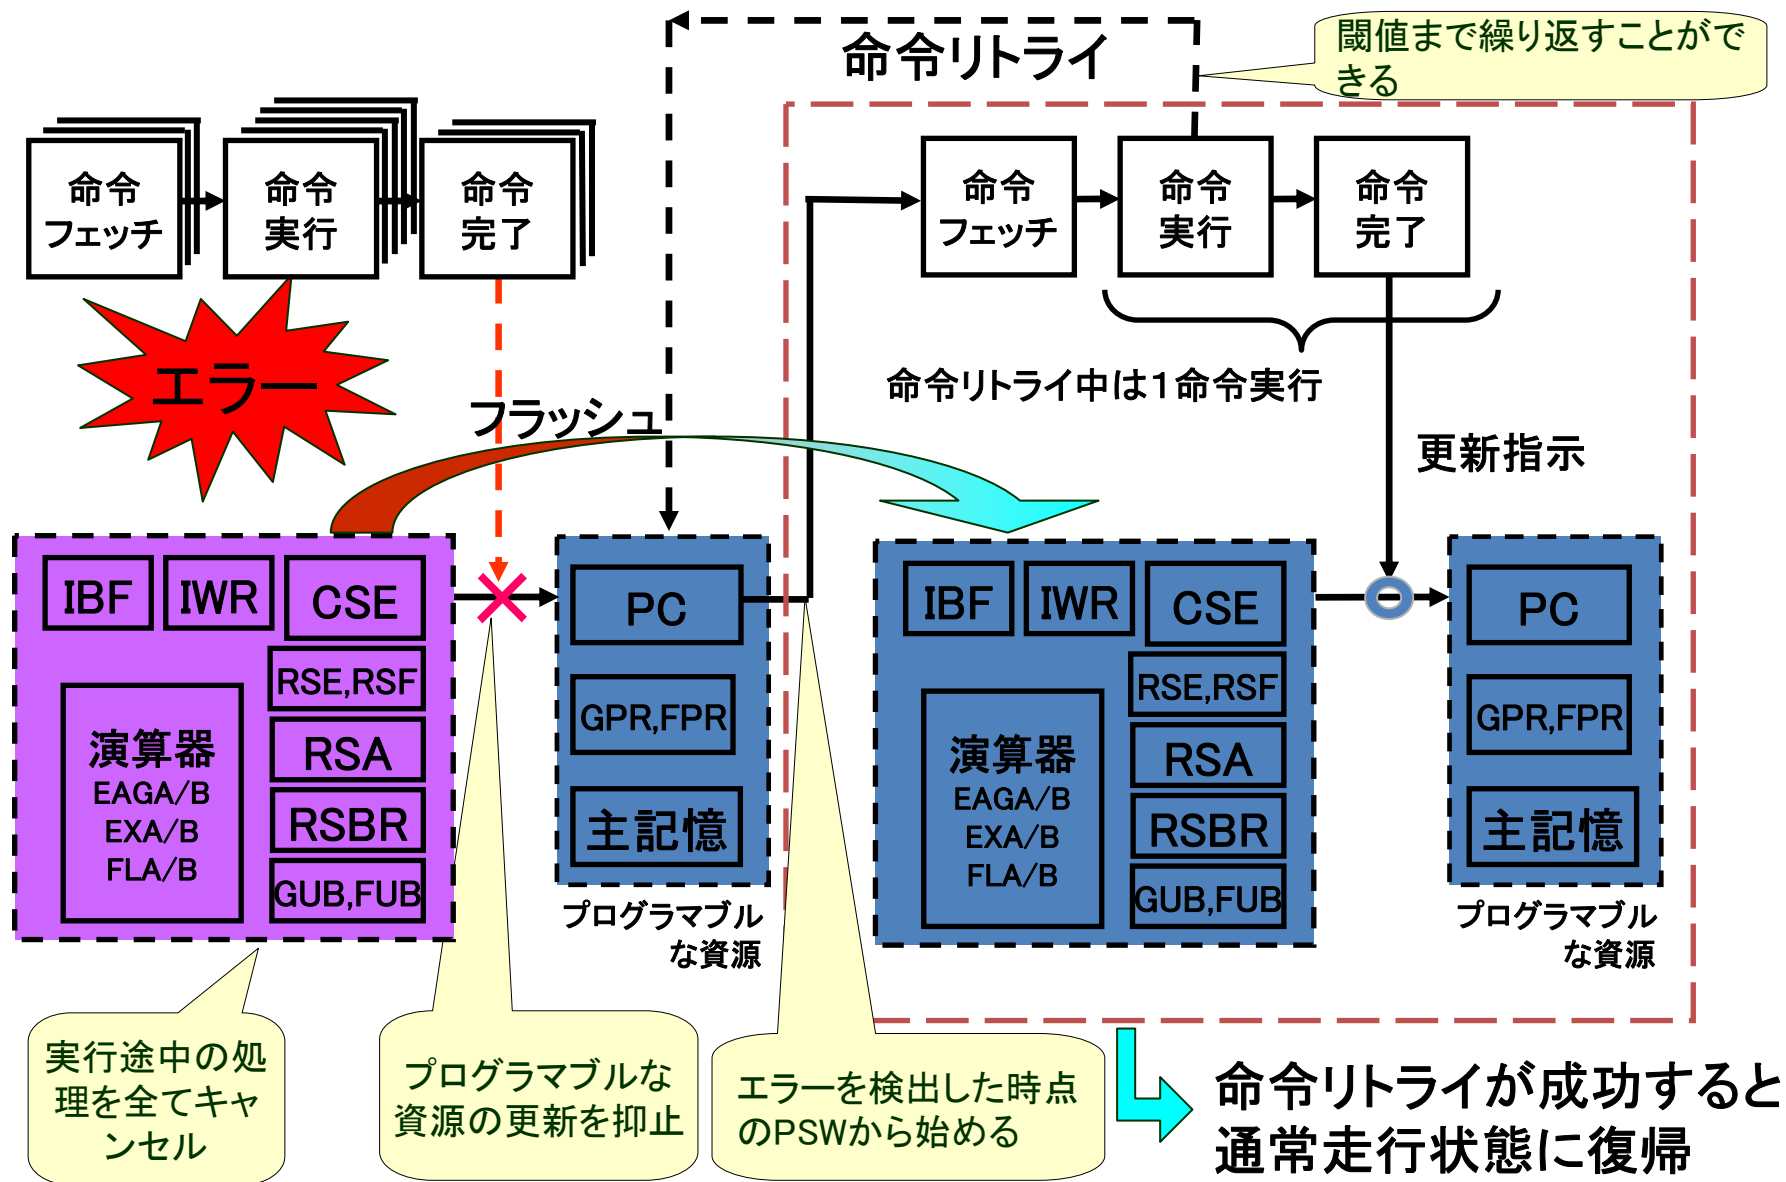 命令リトライ
閾値まで繰り返すことがで
きる
命令
フェッチ
命令
実行
命令
完了
命令
フェッチ
命令
実行
命令
完了
エラー
フラッシュ
命令リトライ中は１命令実行
更新指示
IBF
IWR
CSE
RSE,RSF
RSA
RSBR
GUB,FUB
演算器
EAGA/B
EXA/B
FLA/B
PC
GPR,FPR
主記憶
プログラマブル
な資源
IBF
IWR
CSE
RSE,RSF
RSA
RSBR
GUB,FUB
演算器
EAGA/B
EXA/B
FLA/B
PC
GPR,FPR
主記憶
プログラマブル
な資源
実行途中の処
理を全てキャ
ンセル
プログラマブルな
資源の更新を抑止
エラーを検出した時点
のPSWから始める
命令リトライが成功すると
通常走行状態に復帰